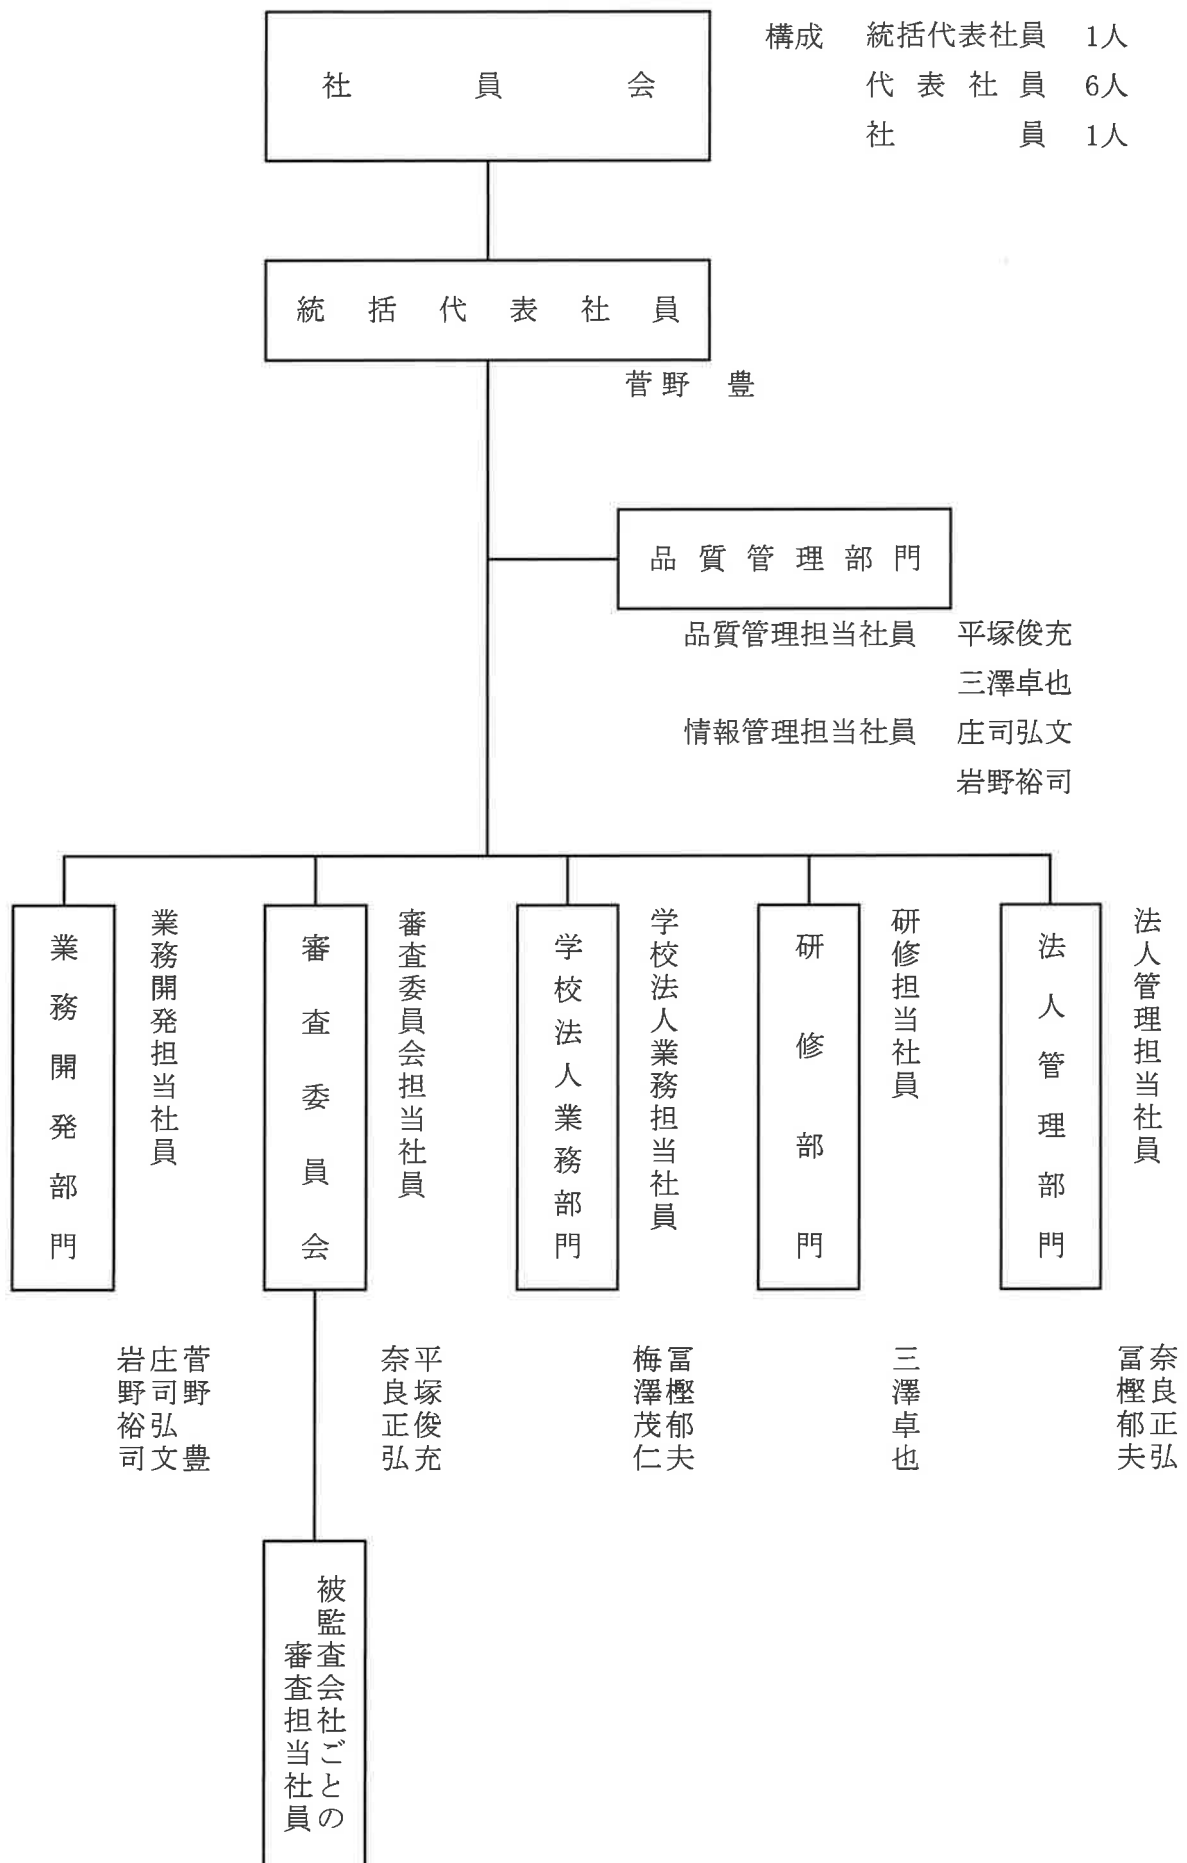 社員会
構成 統括代表社員 1人
代表社員 6人
社員 1人
統括代表社員
菅野 豊
品質管理部門
品質管理担当社員 平塚俊充
三澤卓也
情報管理担当社員 庄司弘文
岩野裕司
業務開発部門
業務開発担当社員
菅野 豊
庄司弘文
岩野裕司
審査委員会
審査委員会担当社員
平塚俊充
奈良正弘
学校法人業務部門
学校法人業務担当社員
冨樫郁夫
梅澤茂仁
研修部門
研修担当社員
三澤卓也
法人管理部門
法人管理担当社員
奈良正弘
冨樫郁夫
被監査会社ごとの
審査担当社員